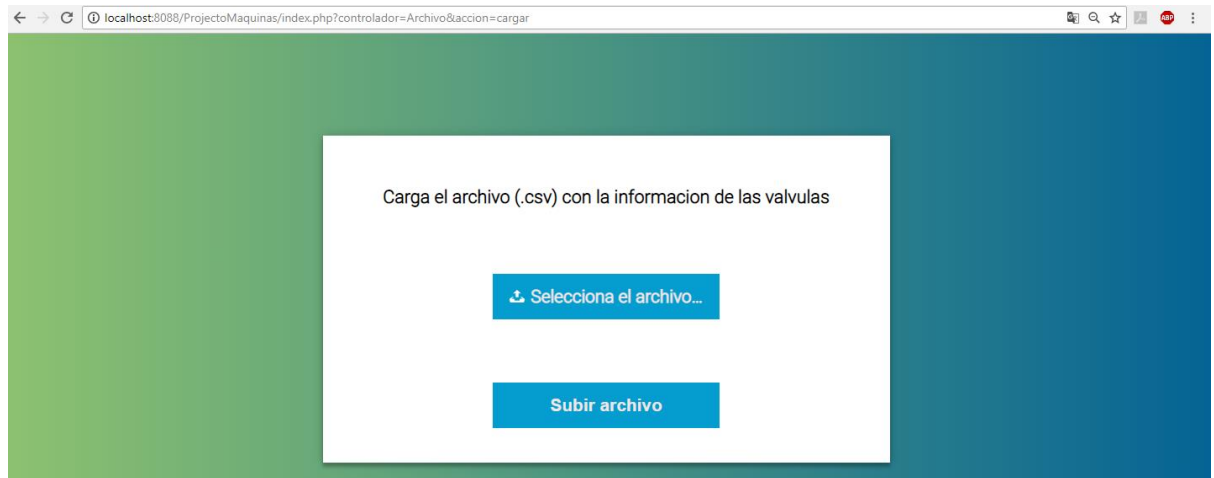 localhost:8088/ProjectoMaquinas/index.php?controlador=Archivo&accion=cargar
ABP
Carga el archivo (.csv) con la informacion de las valvulas
Selecciona el archivo...
Subir archivo